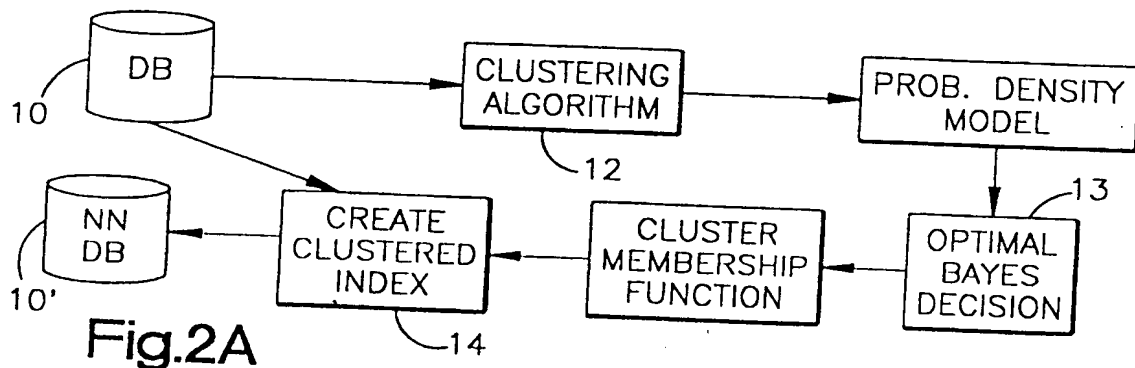 DB
10
CLUSTERING
ALGORITHM
12
PROB. DENSITY
MODEL
13
OPTIMAL
BAYES
DECISION
CLUSTER
MEMBERSHIP
FUNCTION
CREATE
CLUSTERED
INDEX
14
NN
DB
10'
Fig.2A